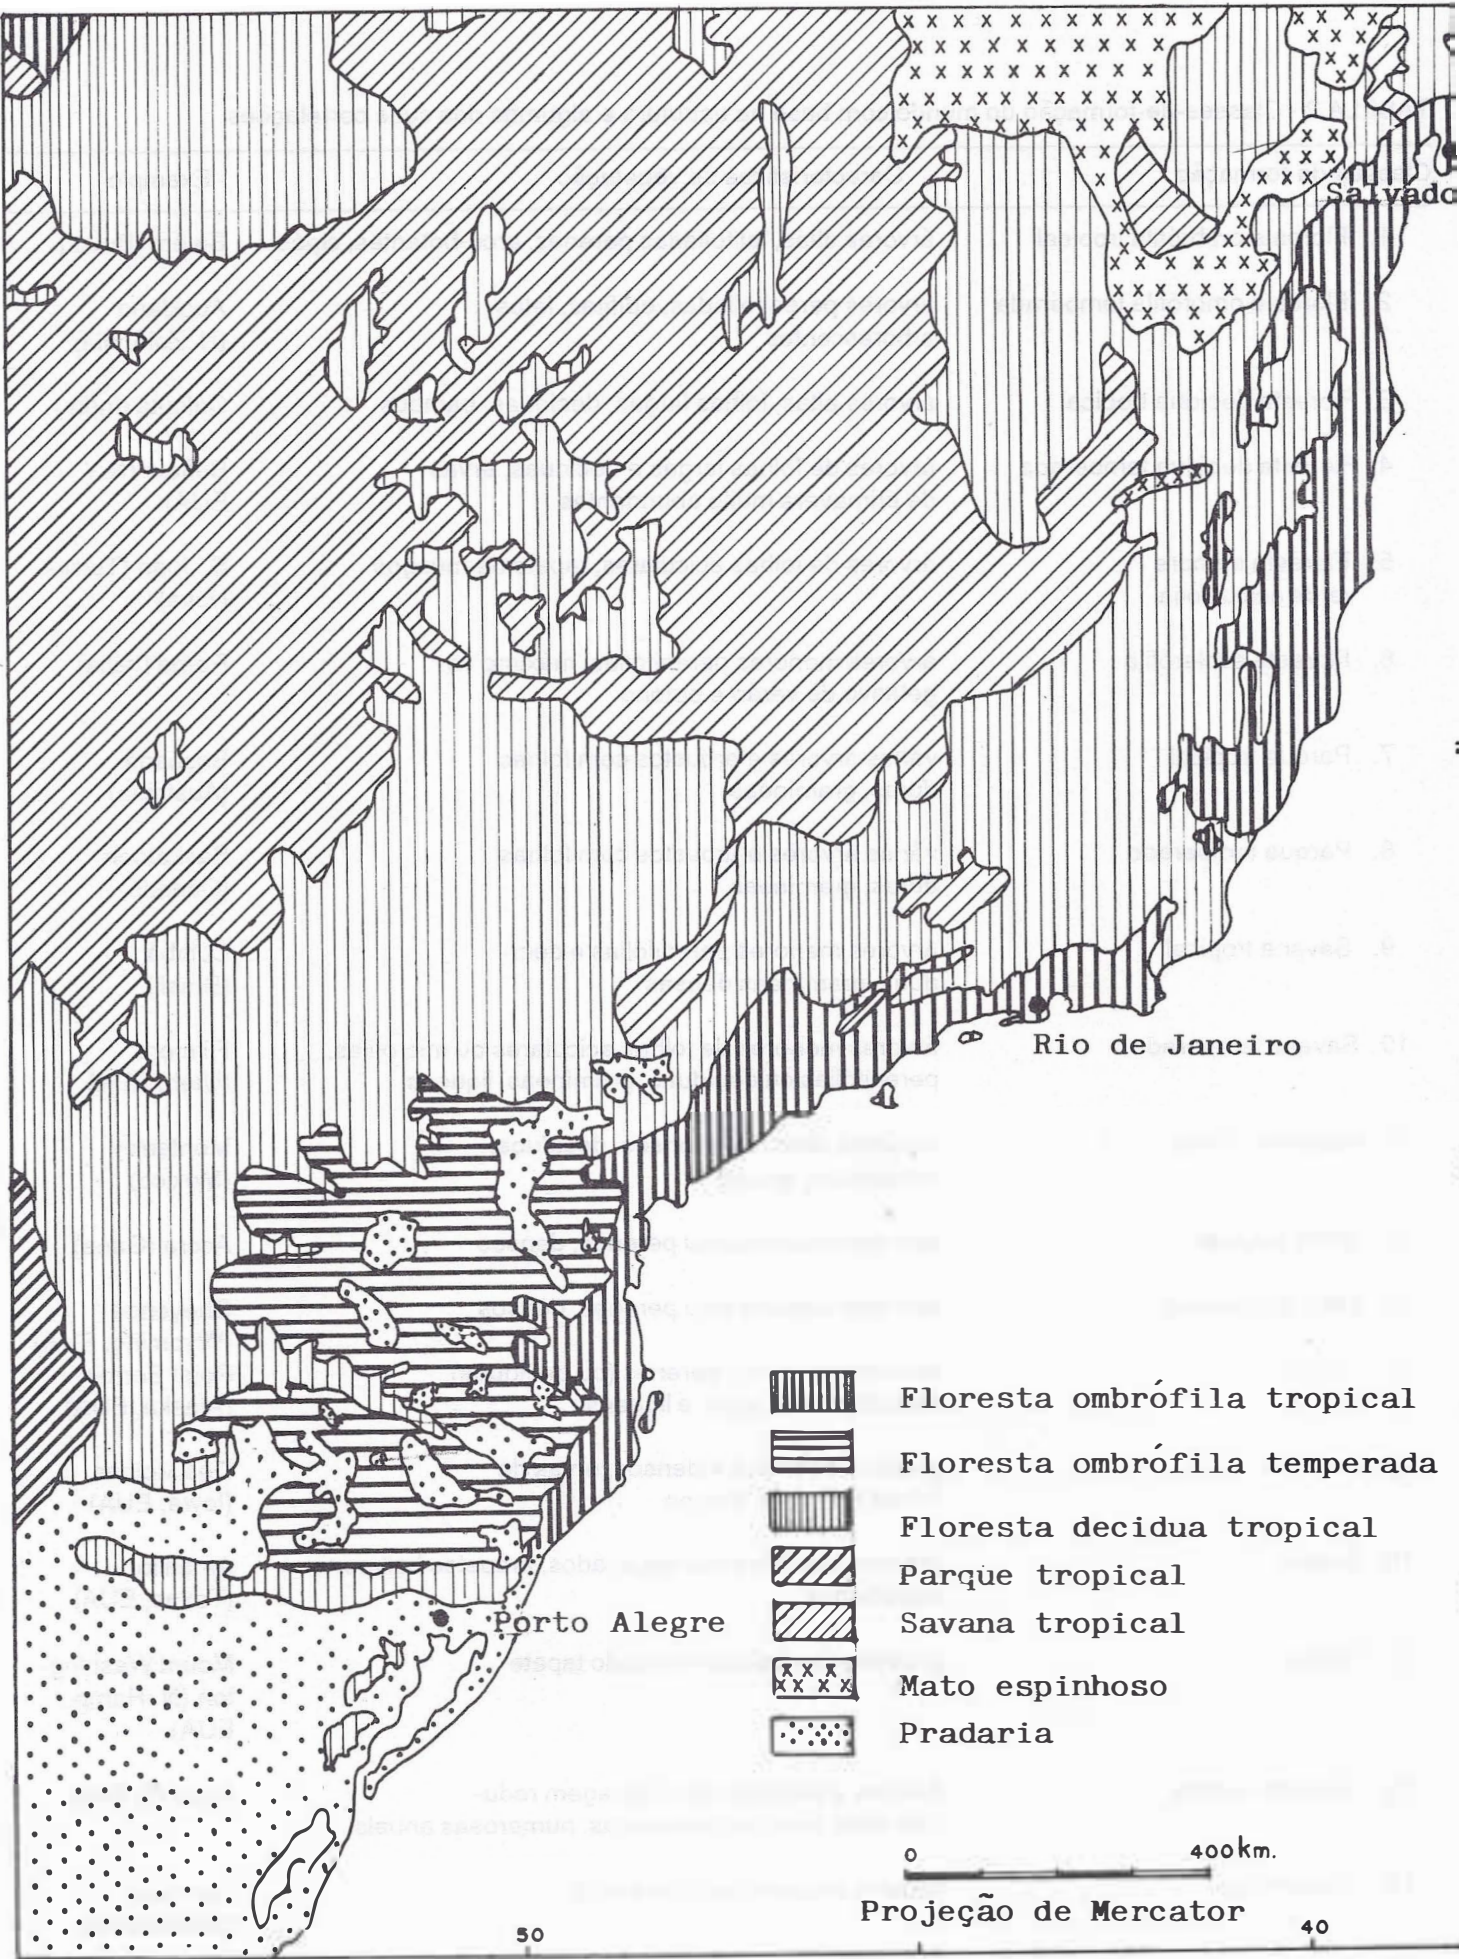 Salvado
Rio de Janeiro
Porto Alegre
Floresta ombrófila tropical
Floresta ombrófila temperada
Floresta decidua tropical
Parque tropical
Savana tropical
Mato espinhoso
Pradaria
0 400km.
Projeção de Mercator
50 40